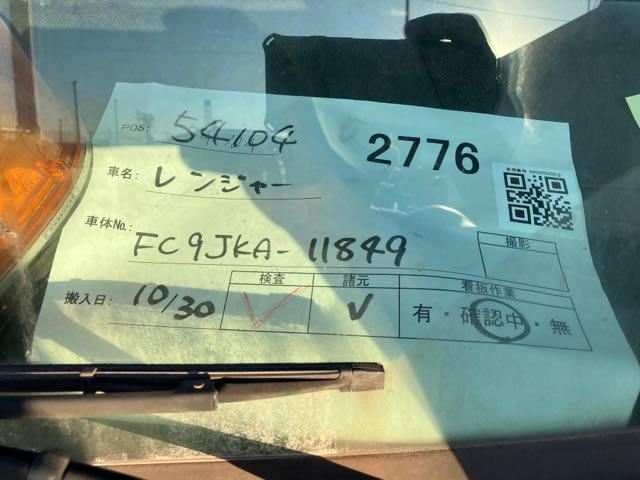 POS: 54104
2776
車名: レンジャー
車体No.: FC9JKA-11849
撮影
検査 諸元 看板作業
搬入日: 10/30 有・確認中・無